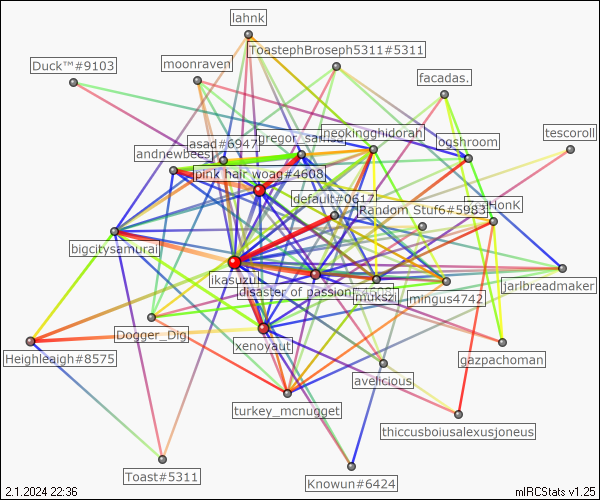 lahnk
ToastephBroseph5311#5311
Duck™#9103
moonraven
facadas.
asad#6947
neokingghidorah
ogshroom
tescoroll
andnewbees
pink hair woag#4608
default#0617
Random Stuf6#5983
Honk
bigcitysamurai
ikasuzu
disaster of passion
mukszi
mingus4742
jarlbreadmaker
Dogger_Dig
xenoyaut
gazpachoman
Heighleaigh#8575
avelicious
turkey_mcnugget
thiccusboiusalexusjoneus
Toast#5311
Knowun#6424
2.1.2024 22:36
mIRCStats v1.25